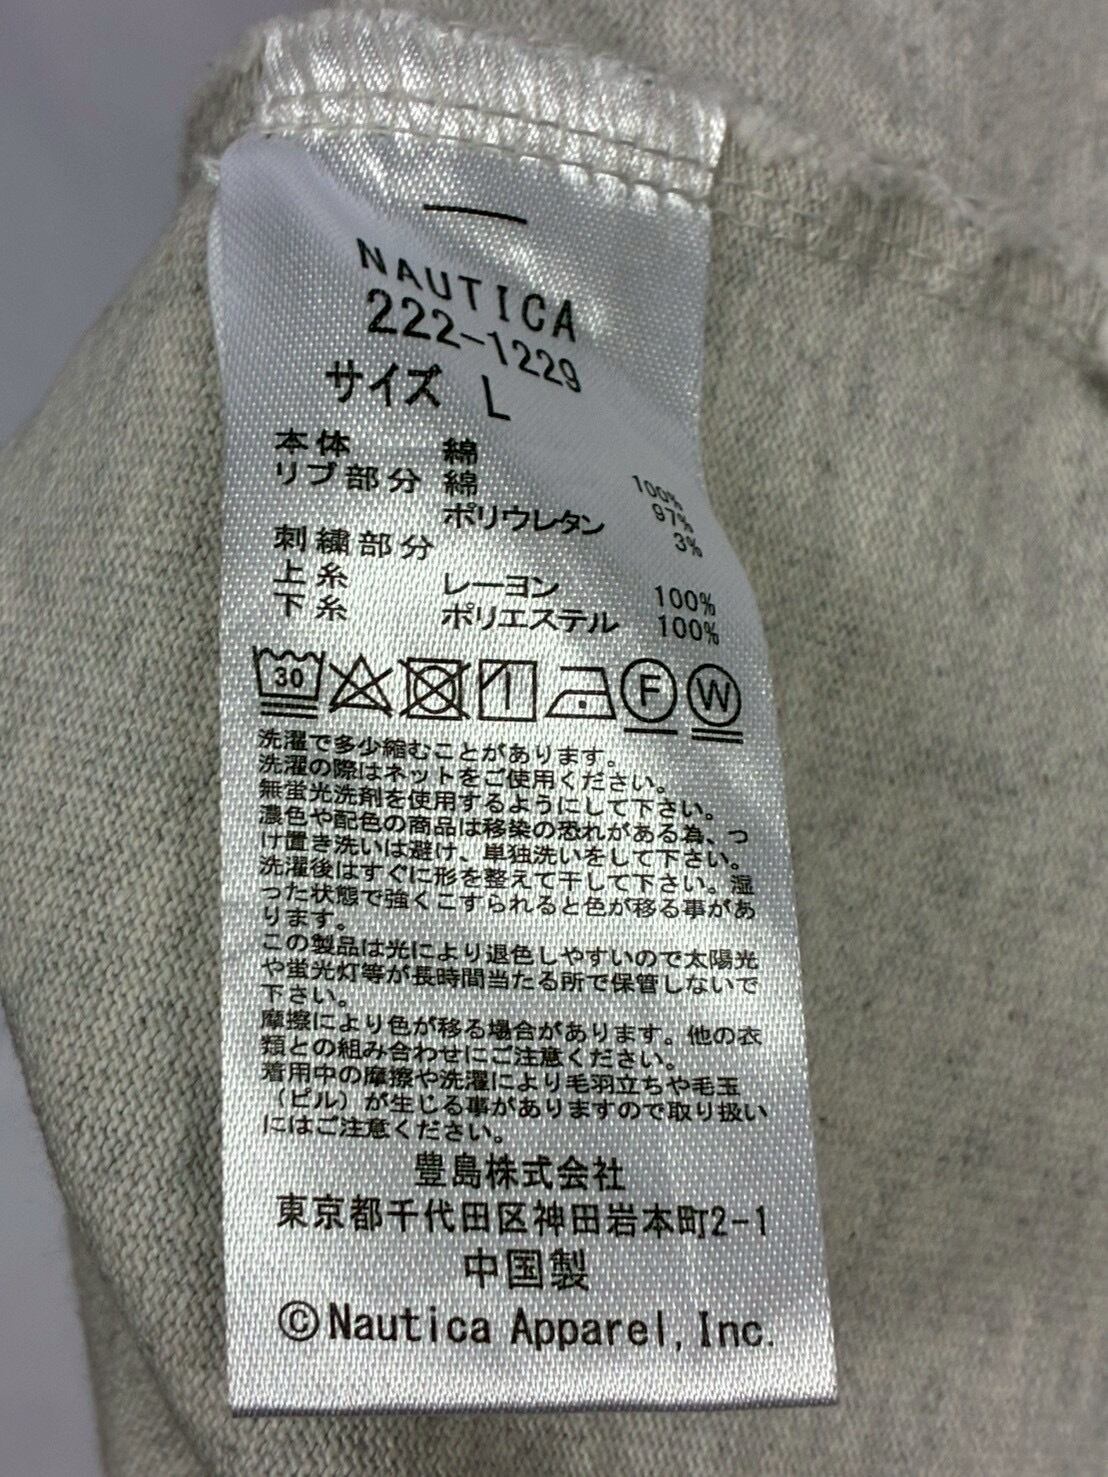 NAUTICA
222-1229
サイズ L
本体 綿 100%
リブ部分 綿 97%
ポリウレタン 3%
刺繍部分
上糸 レーヨン 100%
下糸 ポリエステル 100%
30 F W
洗濯で多少縮むことがあります。
洗濯の際はネットをご使用ください。
無蛍光洗剤を使用するようにして下さい。
濃色や配色の商品は移染の恐れがある為、つ
け置き洗いは避け、単独洗いをして下さい。
洗濯後はすぐに形を整えて干して下さい。湿
った状態で強くこすられると色が移る事があ
ります。
この製品は光により退色しやすいので太陽光
や蛍光灯等が長時間当たる所で保管しないで
下さい。
摩擦により色が移る場合があります。他の衣
類との組み合わせにご注意ください。
着用中の摩擦や洗濯により毛羽立ちや毛玉
（ピル）が生じる事がありますので取り扱い
にはご注意ください。
豊島株式会社
東京都千代田区神田岩本町2-1
中国製
©Nautica Apparel, Inc.